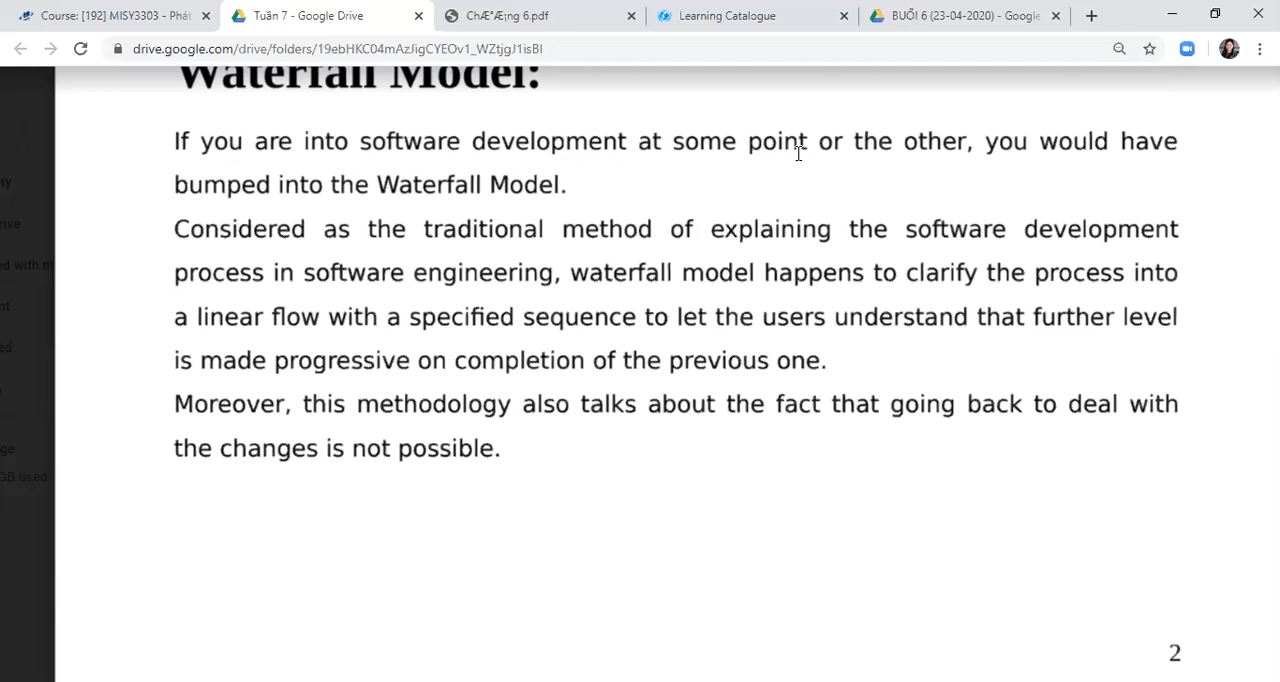 Course: [192] MISY3303 - Phát
Tuần 7 - Google Drive
ChÆ°Æ¡ng 6.pdf
Learning Catalogue
BUỔI 6 (23-04-2020) - Google
drive.google.com/drive/folders/19ebHKC04mAzJigCYEOv1_WZtjgJ1isBI
Waterfall Model:
If you are into software development at some point or the other, you would have
bumped into the Waterfall Model.
Considered as the traditional method of explaining the software development
process in software engineering, waterfall model happens to clarify the process into
a linear flow with a specified sequence to let the users understand that further level
is made progressive on completion of the previous one.
Moreover, this methodology also talks about the fact that going back to deal with
the changes is not possible.
rive
ed with m
GB used
2